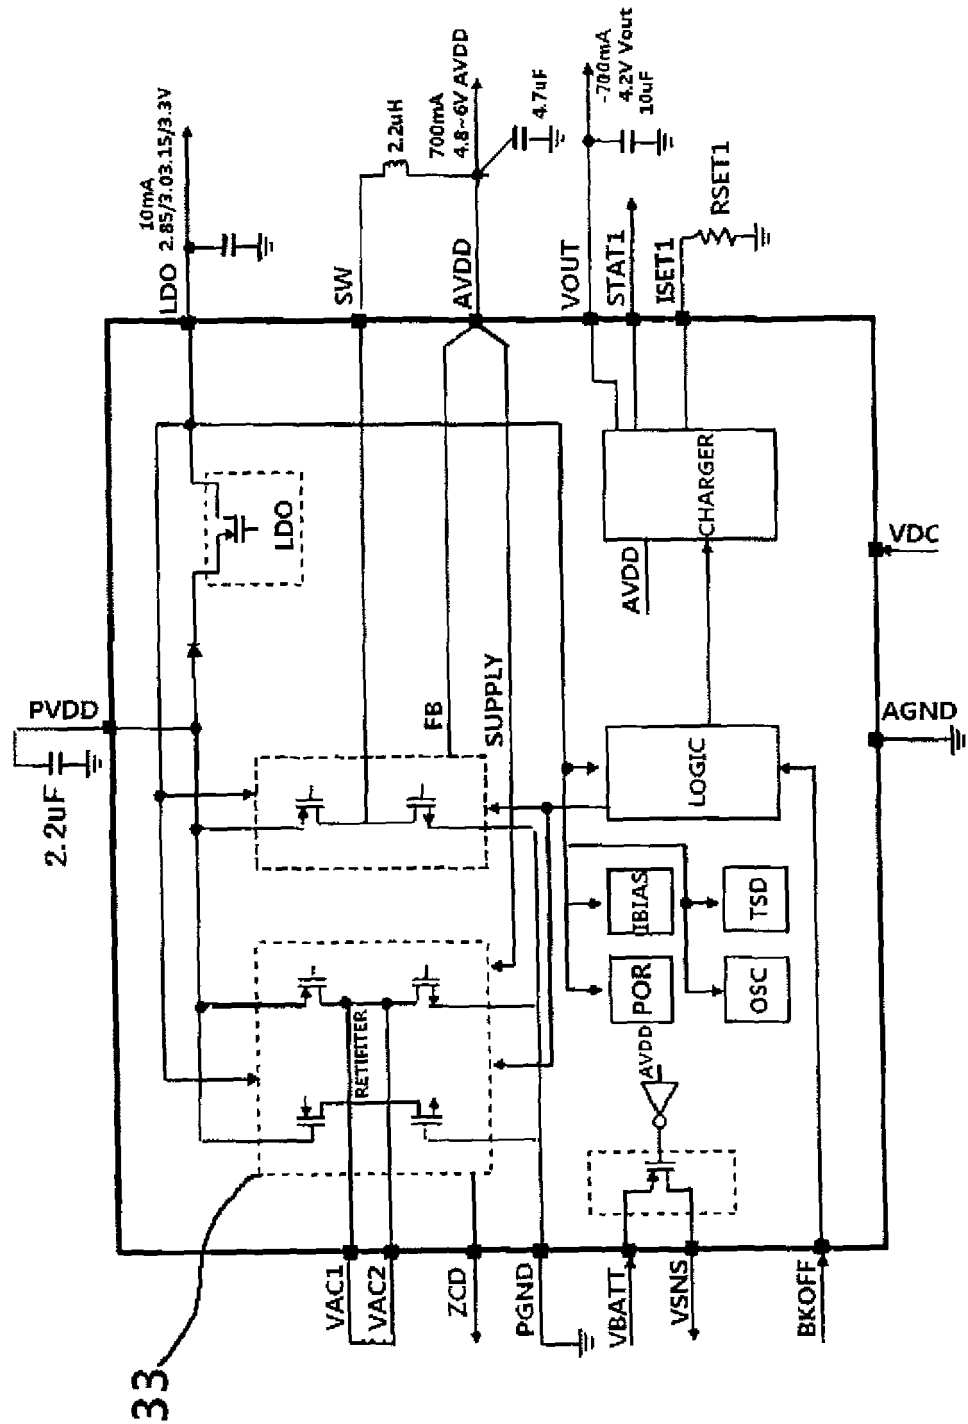 10mA
2.85/3.03.15/3.3V
LDO
SW
2.2uH
700mA
4.8~6V AVDD
AVDD
4.7uF
-700mA
4.2V Vout
10uF
VOUT
STAT1
ISET1
RSET1
PVDD
2.2uF
LDO
FB
SUPPLY
CHARGER
AVDD
VDC
LOGIC
AGND
IBIAS
TSD
POR
OSC
AVDD
RETIFITER
33
VAC1
VAC2
ZCD
PGND
VBATT
VSNS
BKOFF